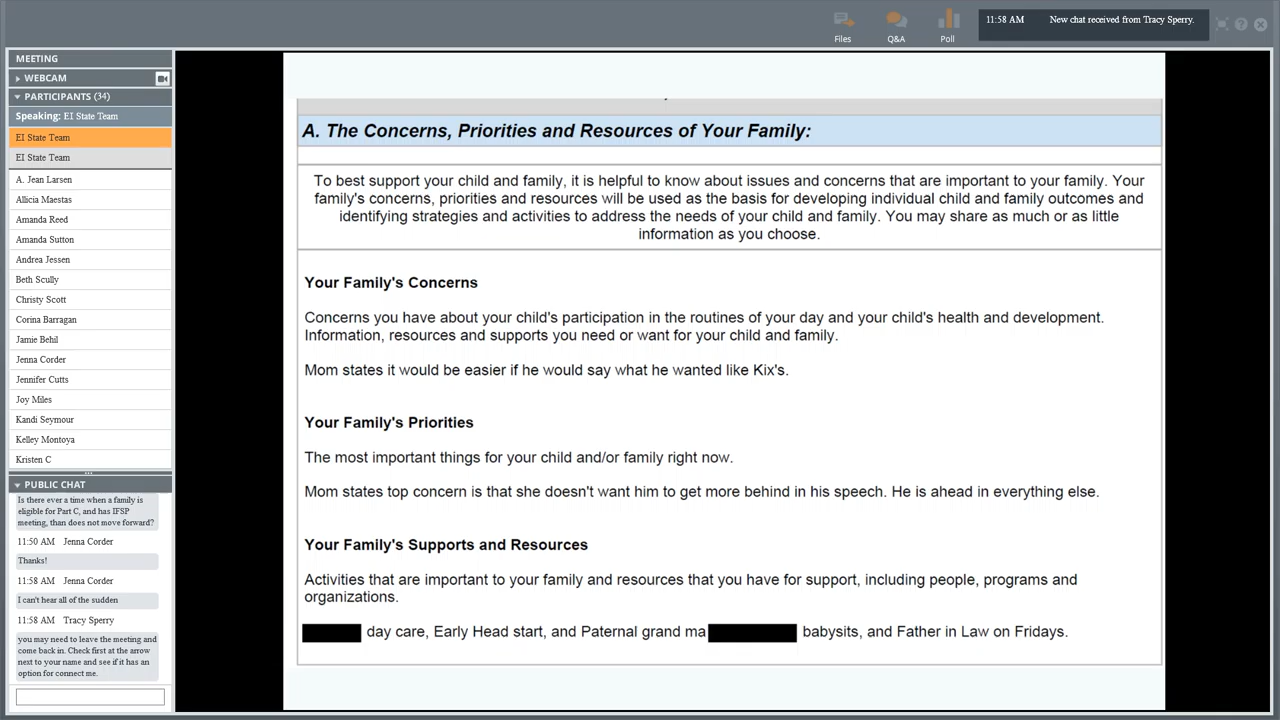 Files
Q&A
Poll
11:58 AM New chat received from Tracy Sperry.
MEETING
WEBCAM
PARTICIPANTS (34)
Speaking: EI State Team
EI State Team
EI State Team
A. Jean Larsen
Allicia Maestas
Amanda Reed
Amanda Sutton
Andrea Jessen
Beth Scully
Christy Scott
Corina Barragan
Jamie Behil
Jenna Corder
Jennifer Cutts
Joy Miles
Kandi Seymour
Kelley Montoya
Kristen C
PUBLIC CHAT
Is there ever a time when a family is
eligible for Part C, and has IFSP
meeting, than does not move forward?
11:50 AM Jenna Corder
Thanks!
11:58 AM Jenna Corder
I can't hear all of the sudden
11:58 AM Tracy Sperry
you may need to leave the meeting and
come back in. Check first at the arrow
next to your name and see if it has an
option for connect me.
A. The Concerns, Priorities and Resources of Your Family:
To best support your child and family, it is helpful to know about issues and concerns that are important to your family. Your
family's concerns, priorities and resources will be used as the basis for developing individual child and family outcomes and
identifying strategies and activities to address the needs of your child and family. You may share as much or as little
information as you choose.
Your Family's Concerns
Concerns you have about your child's participation in the routines of your day and your child's health and development.
Information, resources and supports you need or want for your child and family.
Mom states it would be easier if he would say what he wanted like Kix's.
Your Family's Priorities
The most important things for your child and/or family right now.
Mom states top concern is that she doesn't want him to get more behind in his speech. He is ahead in everything else.
Your Family's Supports and Resources
Activities that are important to your family and resources that you have for support, including people, programs and
organizations.
day care, Early Head start, and Paternal grand ma babysits, and Father in Law on Fridays.